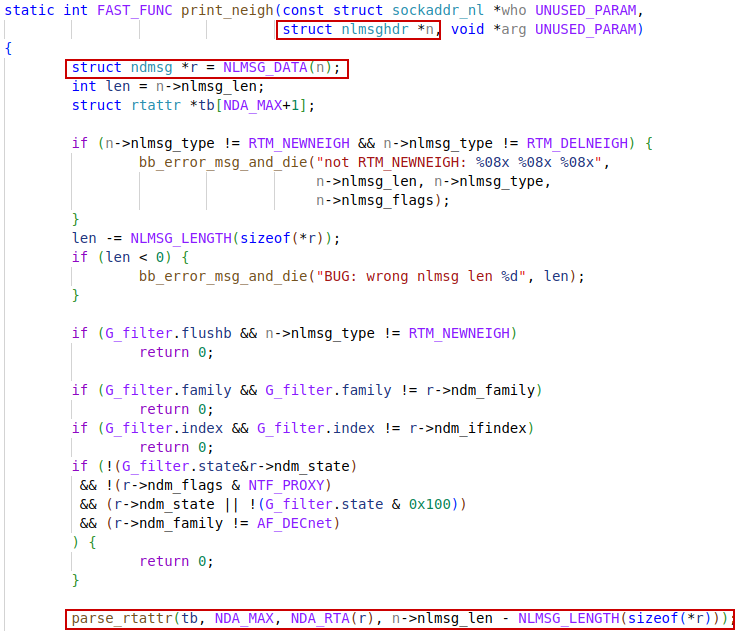 static int FAST_FUNC print_neigh(const struct sockaddr_nl *who UNUSED_PARAM,
struct nlmsghdr *n, void *arg UNUSED_PARAM)
{
struct ndmsg *r = NLMSG_DATA(n);
int len = n->nlmsg_len;
struct rtattr *tb[NDA_MAX+1];
if (n->nlmsg_type != RTM_NEWNEIGH && n->nlmsg_type != RTM_DELNEIGH) {
bb_error_msg_and_die("not RTM_NEWNEIGH: %08x %08x %08x",
n->nlmsg_len, n->nlmsg_type,
n->nlmsg_flags);
}
len -= NLMSG_LENGTH(sizeof(*r));
if (len < 0) {
bb_error_msg_and_die("BUG: wrong nlmsg len %d", len);
}
if (G_filter.flushb && n->nlmsg_type != RTM_NEWNEIGH)
return 0;
if (G_filter.family && G_filter.family != r->ndm_family)
return 0;
if (G_filter.index && G_filter.index != r->ndm_ifindex)
return 0;
if (!(G_filter.state&r->ndm_state)
&& !(r->ndm_flags & NTF_PROXY)
&& (r->ndm_state || !(G_filter.state & 0x100))
&& (r->ndm_family != AF_DECnet)
) {
return 0;
}
parse_rtattr(tb, NDA_MAX, NDA_RTA(r), n->nlmsg_len - NLMSG_LENGTH(sizeof(*r)));